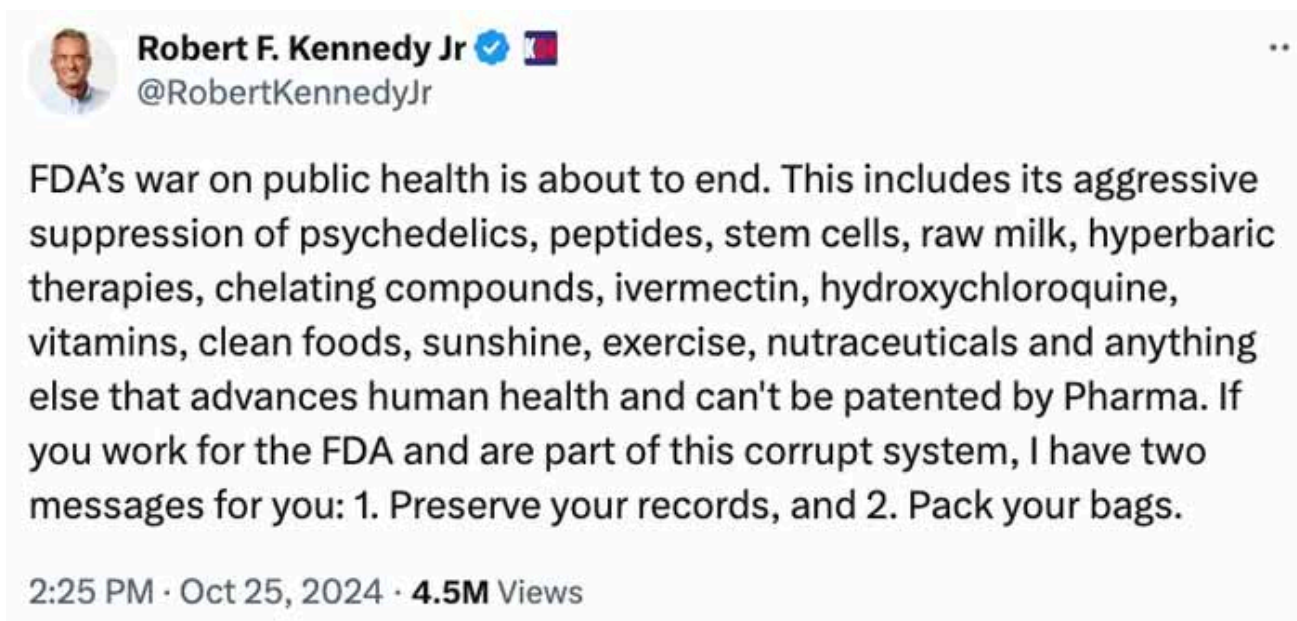 Robert F. Kennedy Jr
@RobertKennedyJr
FDA’s war on public health is about to end. This includes its aggressive
suppression of psychedelics, peptides, stem cells, raw milk, hyperbaric
therapies, chelating compounds, ivermectin, hydroxychloroquine,
vitamins, clean foods, sunshine, exercise, nutraceuticals and anything
else that advances human health and can't be patented by Pharma. If
you work for the FDA and are part of this corrupt system, I have two
messages for you: 1. Preserve your records, and 2. Pack your bags.
2:25 PM · Oct 25, 2024 · 4.5M Views